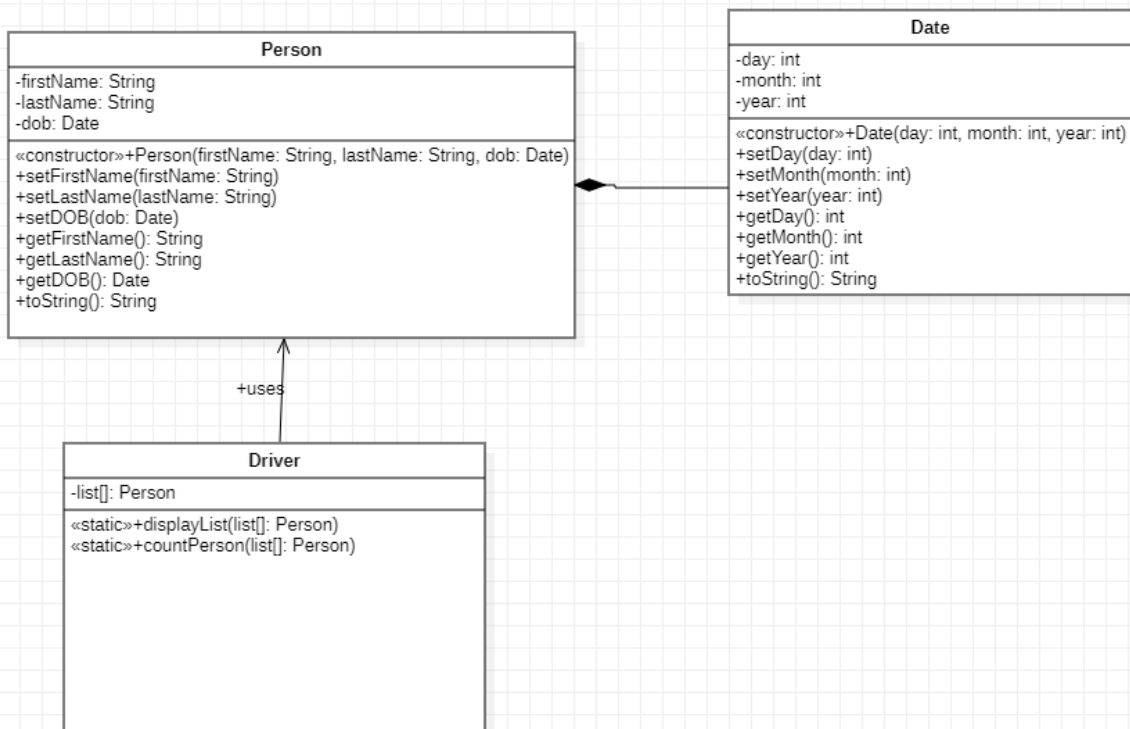 Person
-firstName: String
-lastName: String
-dob: Date
«constructor»+Person(firstName: String, lastName: String, dob: Date)
+setFirstName(firstName: String)
+setLastName(lastName: String)
+setDOB(dob: Date)
+getFirstName(): String
+getLastName(): String
+getDOB(): Date
+toString(): String
Date
-day: int
-month: int
-year: int
«constructor»+Date(day: int, month: int, year: int)
+setDay(day: int)
+setMonth(month: int)
+setYear(year: int)
+getDay(): int
+getMonth(): int
+getYear(): int
+toString(): String
+uses
Driver
-list[]: Person
«static»+displayList(list[]: Person)
«static»+countPerson(list[]: Person)